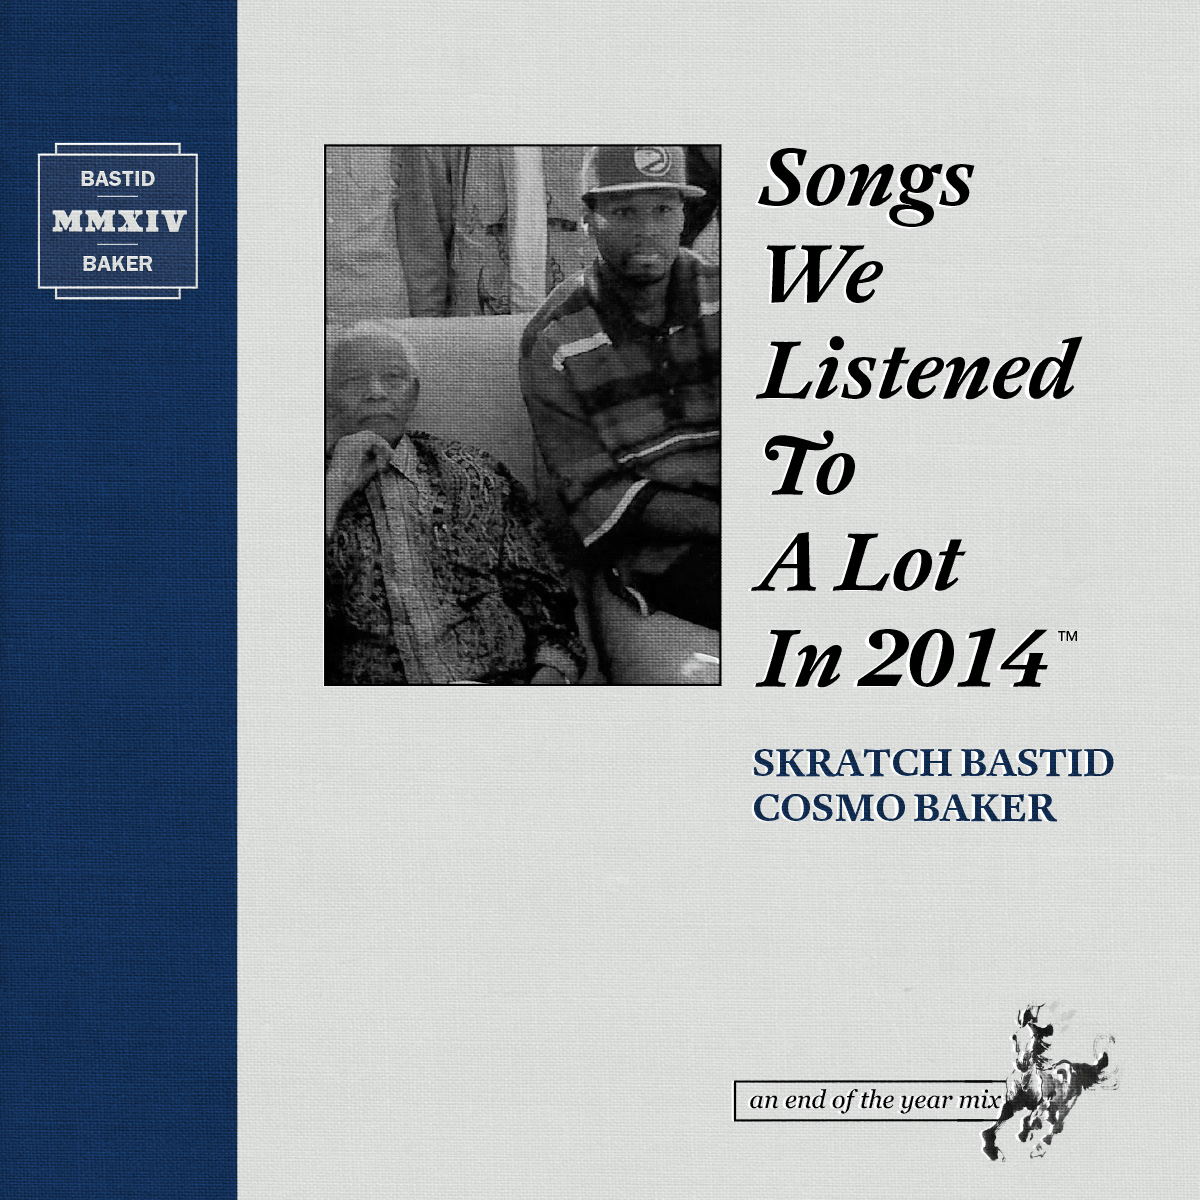 BASTID
MMXIV
BAKER
Songs
We
Listened
To
A Lot
In 2014™
SKRATCH BASTID
COSMO BAKER
an end of the year mix